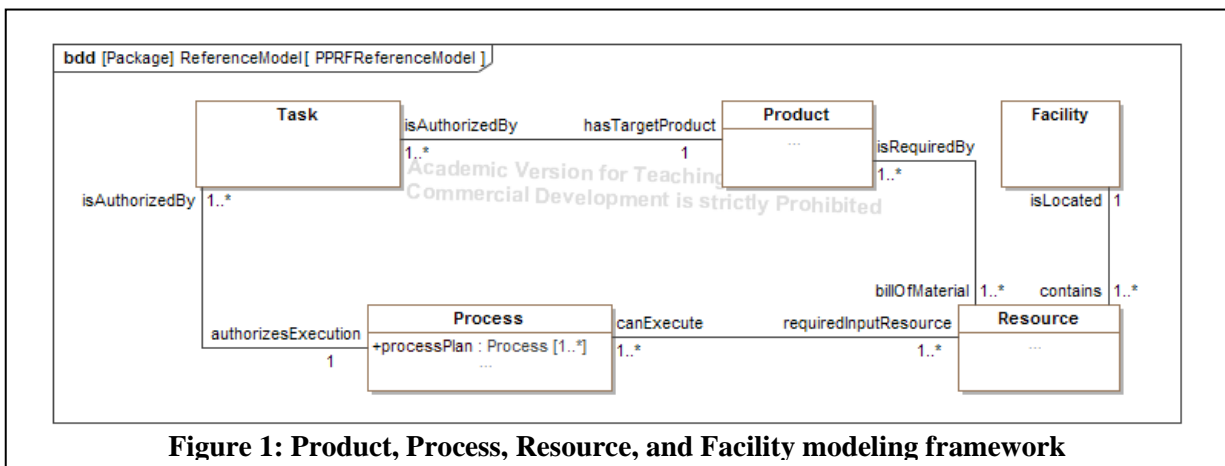 bdd [Package] ReferenceModel[ PPRFReferenceModel ]
Task
isAuthorizedBy
hasTargetProduct
Product
Facility
1..*
1
...
isRequiredBy
1..*
Academic Version for Teaching
Commercial Development is strictly Prohibited
isAuthorizedBy
1..*
isLocated
1
billOfMaterial
1..*
contains
1..*
authorizesExecution
1
Process
+processPlan : Process [1..*]
...
canExecute
1..*
requiredInputResource
1..*
Resource
...
Figure 1: Product, Process, Resource, and Facility modeling framework